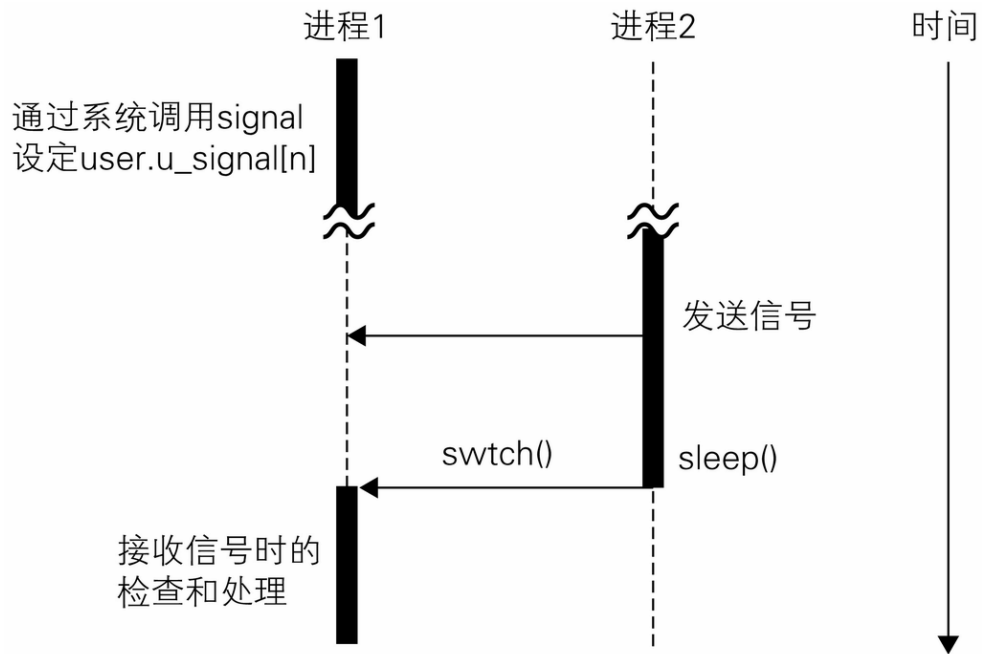 进程1
进程2
时间
通过系统调用signal
设定user.u_signal[n]
发送信号
swtch()
sleep()
接收信号时的
检查和处理